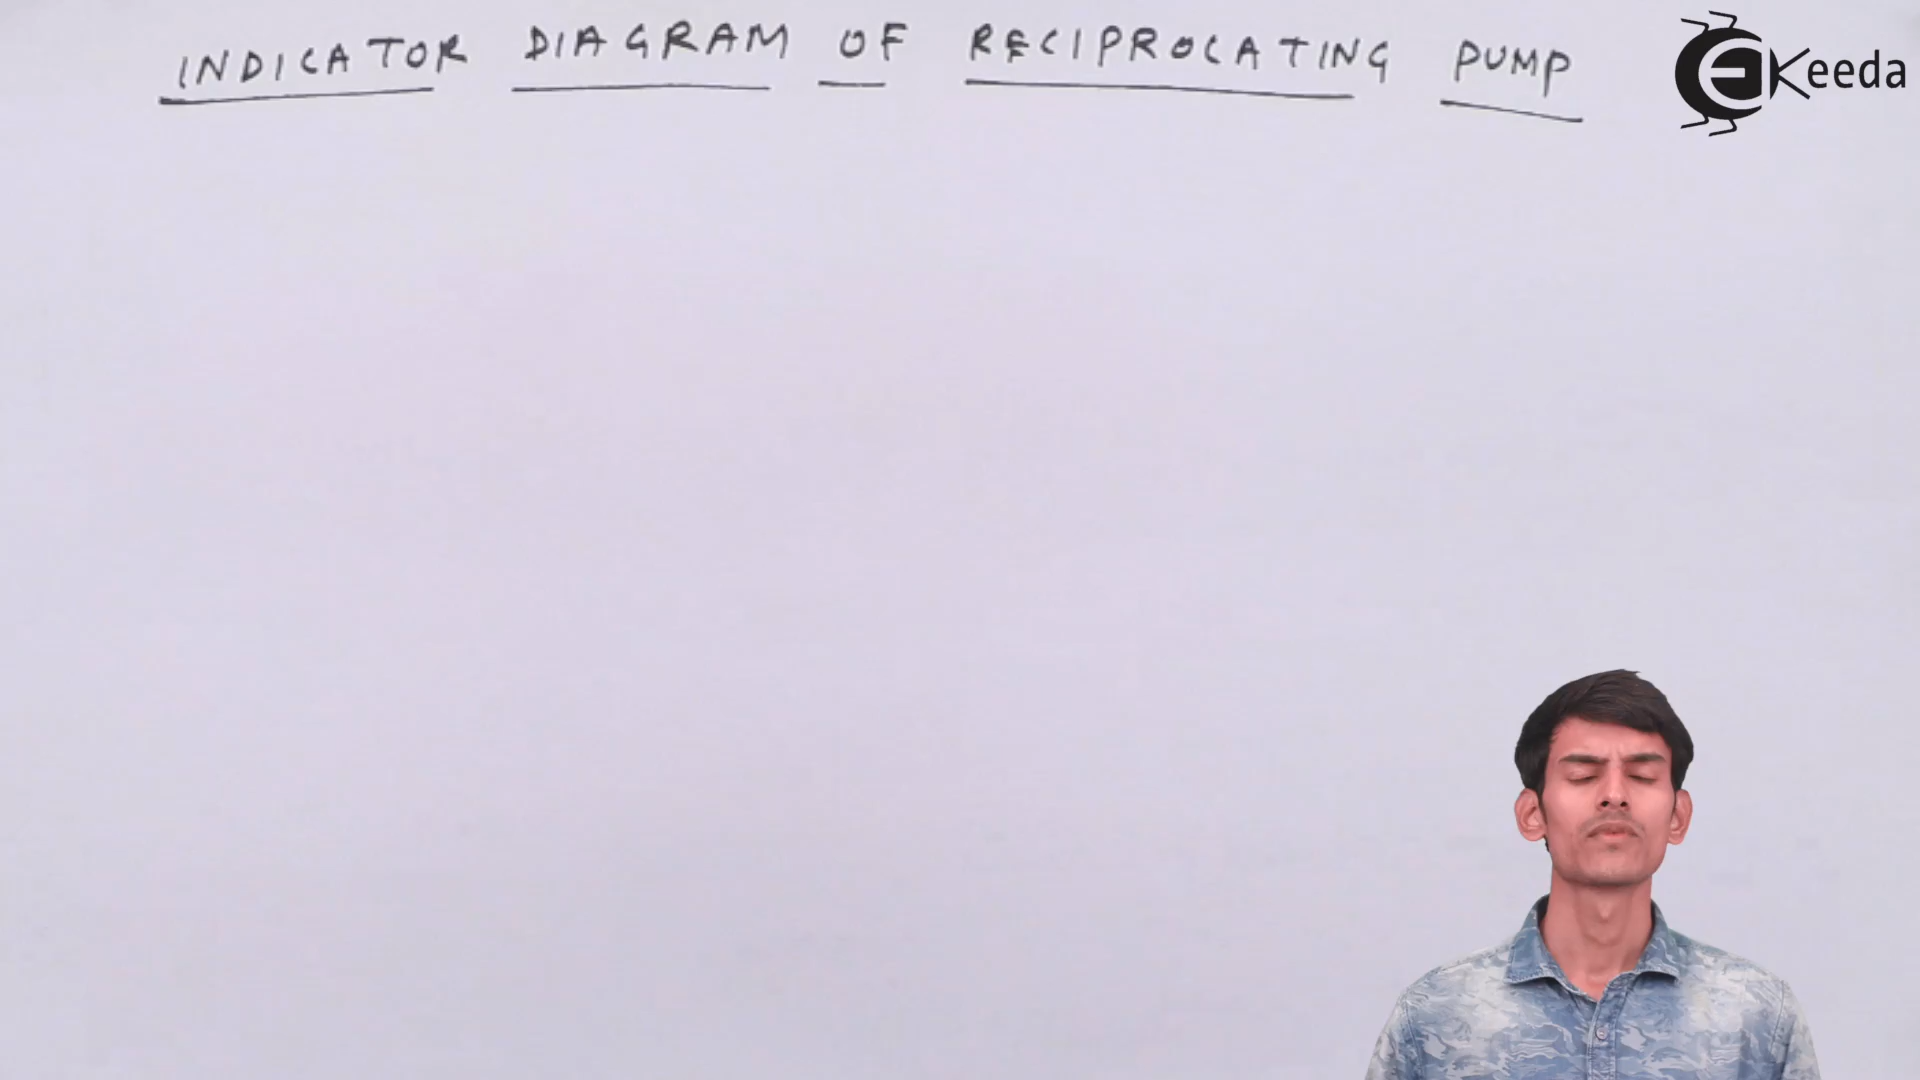 INDICATOR DIAGRAM OF RECIPROCATING PUMP
EKeeda